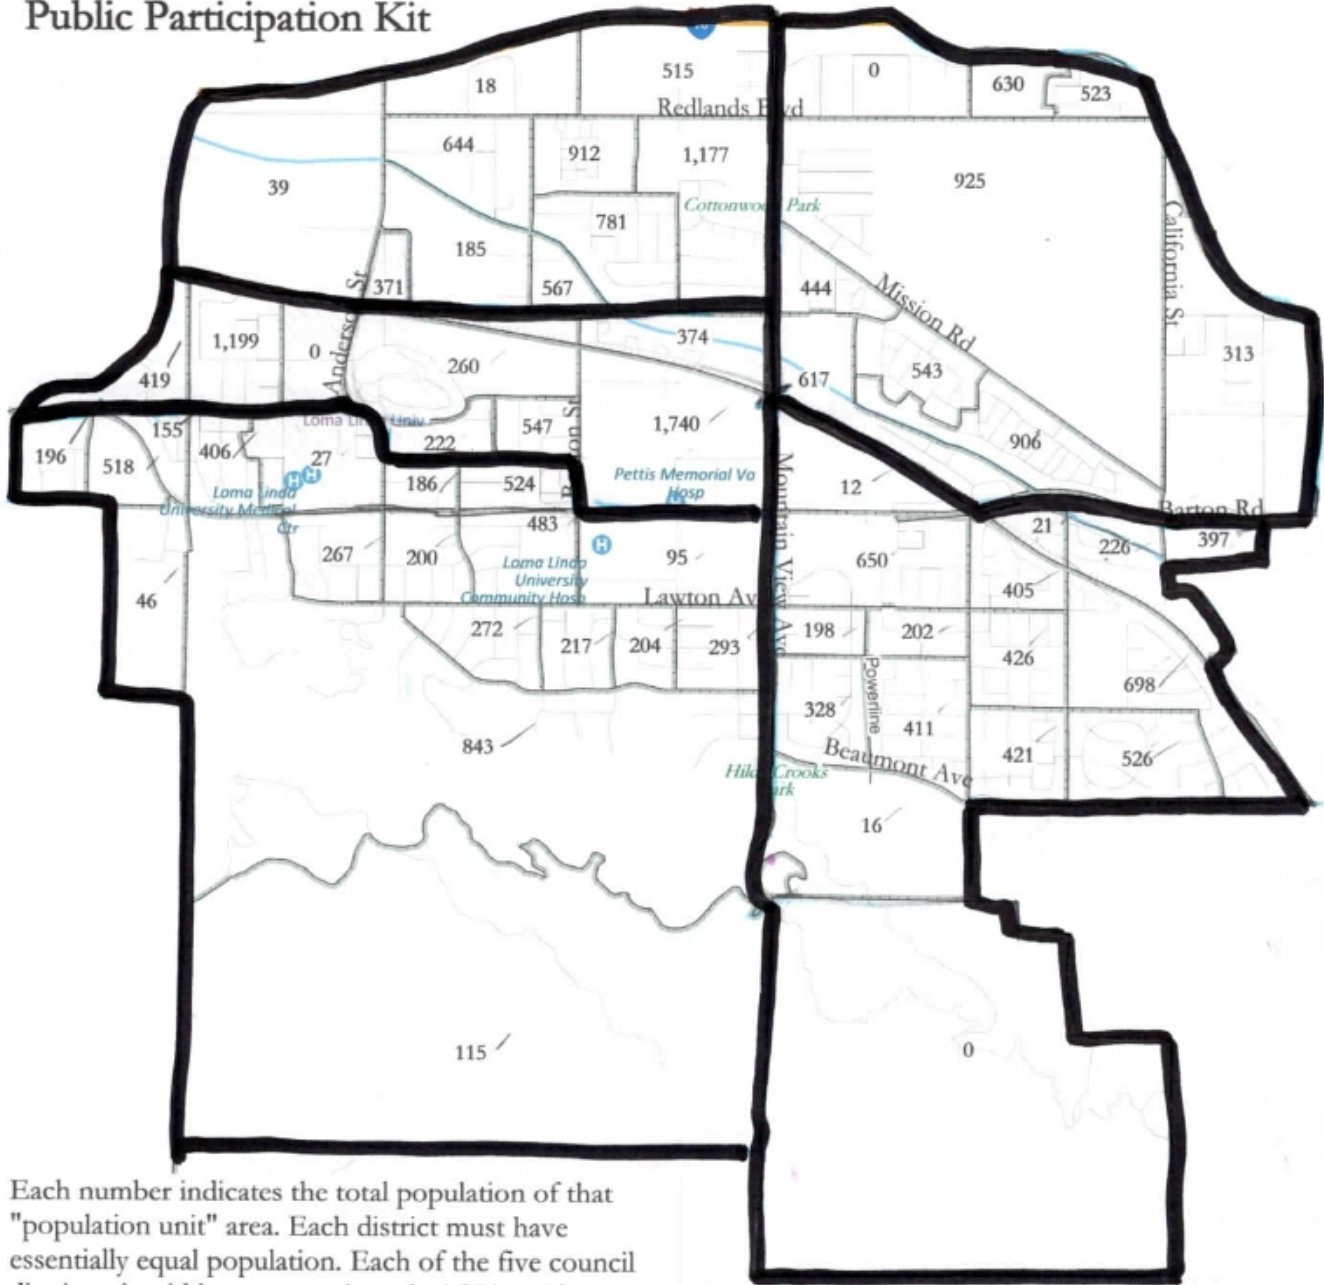 Public Participation Kit
10
18
515
0
630
523
Redlands Blvd
644
912
1,177
925
39
Cottonwood Park
781
185
California St
371
567
444
Mission Rd
Anderson St
1,199
0
374
313
419
260
617
543
Loma Linda Univ
547
1,740
155
222
906
196
518
406
27
H H
186
524
Pettis Memorial Va
Hosp
H
12
Mountain View Ave
Loma Linda
University Medical
Ctr
Barton Rd
483
21
226
397
267
200
Loma Linda
University
Community Hosp
H
95
650
46
405
Lawton Av
272
217
204
293
198
202
426
698
Powerline
328
411
843
421
526
Beaumont Ave
16
115
0
Each number indicates the total population of that
"population unit" area. Each district must have
essentially equal population. Each of the five council